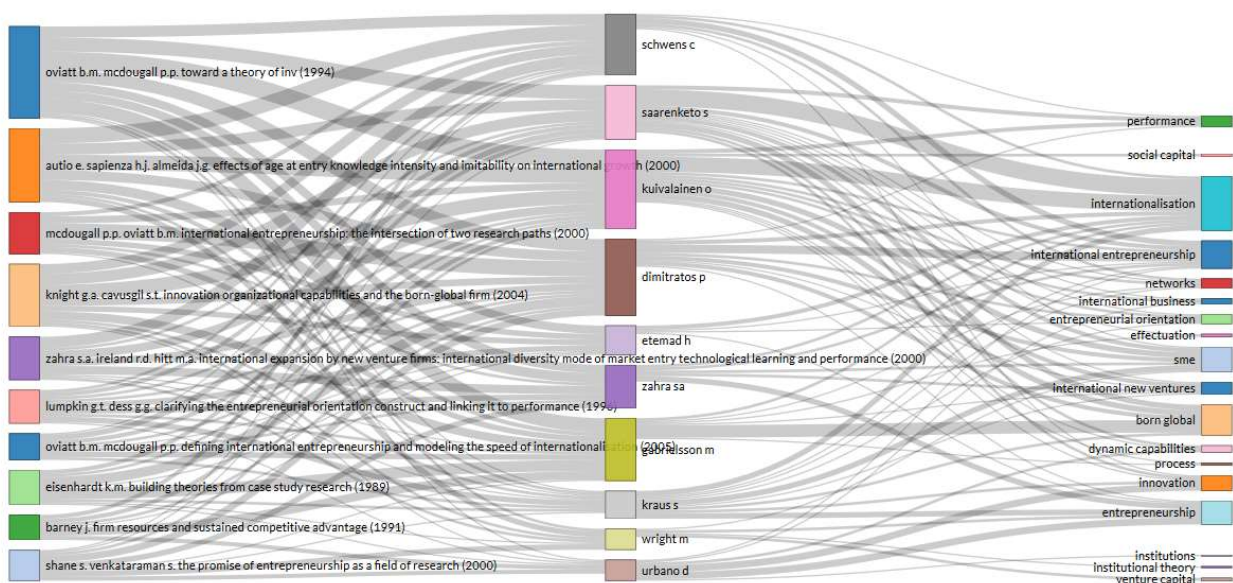 oviatt b.m. mcdougall p.p. toward a theory of inv (1994)
autio e. sapienza h.j. almeida j.g. effects of age at entry knowledge intensity and imitability on international growth (2000)
mcdougall p.p. oviatt b.m. international entrepreneurship: the intersection of two research paths (2000)
knight g.a. cavusgil s.t. innovation organizational capabilities and the born-global firm (2004)
zahra s.a. ireland r.d. hitt m.a. international expansion by new venture firms: international diversity mode of market entry technological learning and performance (2000)
lumpkin g.t. dess g.g. clarifying the entrepreneurial orientation construct and linking it to performance (1996)
oviatt b.m. mcdougall p.p. defining international entrepreneurship and modeling the speed of internationalisation (2005)
eisenhardt k.m. building theories from case study research (1989)
barney j. firm resources and sustained competitive advantage (1991)
shane s. venkataraman s. the promise of entrepreneurship as a field of research (2000)
schwens c
saarenketo s
kuivalainen o
dimitratos p
etemad h
zahra sa
gabrielsson m
kraus s
wright m
urbano d
performance
social capital
internationalisation
international entrepreneurship
networks
international business
entrepreneurial orientation
effectuation
sme
international new ventures
born global
dynamic capabilities
process
innovation
entrepreneurship
institutions
institutional theory
venture capital